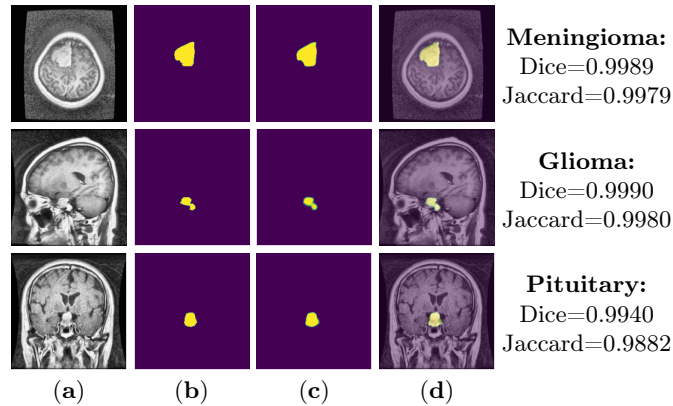 Meningioma:
Dice=0.9989
Jaccard=0.9979
Glioma:
Dice=0.9990
Jaccard=0.9980
Pituitary:
Dice=0.9940
Jaccard=0.9882
(a) (b) (c) (d)